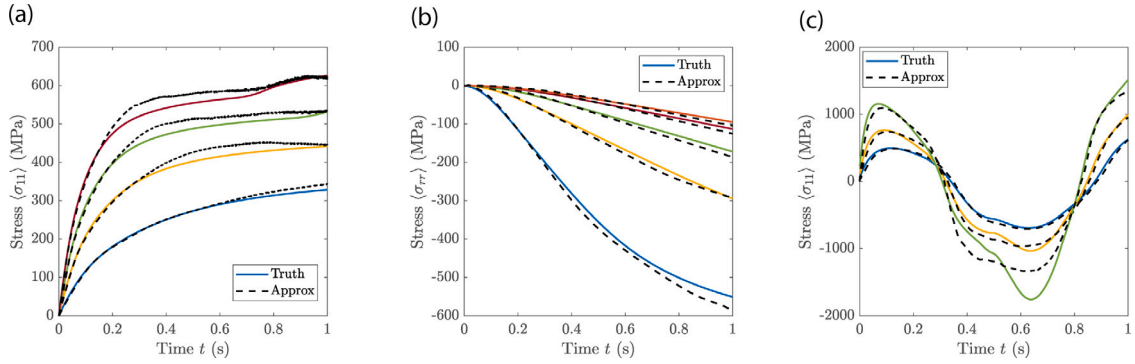 (a)
700
600
500
400
300
200
100
0
Stress ⟨σ₁₁⟩ (MPa)
0 0.2 0.4 0.6 0.8 1
Time t (s)
Truth
Approx
(b)
100
0
-100
-200
-300
-400
-500
-600
Stress ⟨σᵣᵣ⟩ (MPa)
0 0.2 0.4 0.6 0.8 1
Time t (s)
Truth
Approx
(c)
2000
1000
0
-1000
-2000
Stress ⟨σ₁₁⟩ (MPa)
0 0.2 0.4 0.6 0.8 1
Time t (s)
Truth
Approx